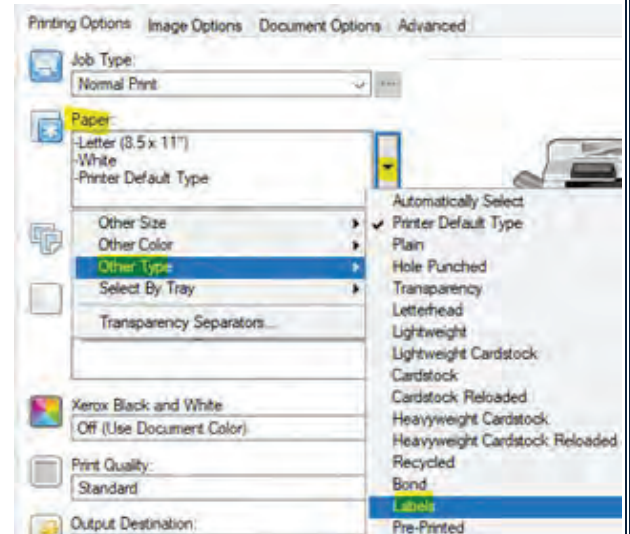 Printing Options Image Options Document Options Advanced
Job Type:
Normal Print
Paper:
-Letter (8.5 x 11")
-White
-Printer Default Type
Other Size
Other Color
Other Type
Select By Tray
Transparency Separators...
Automatically Select
Printer Default Type
Plain
Hole Punched
Transparency
Letterhead
Lightweight
Lightweight Cardstock
Cardstock
Cardstock Reloaded
Heavyweight Cardstock
Heavyweight Cardstock Reloaded
Recycled
Bond
Labels
Pre-Printed
Xerox Black and White
Off (Use Document Color)
Print Quality:
Standard
Output Destination: